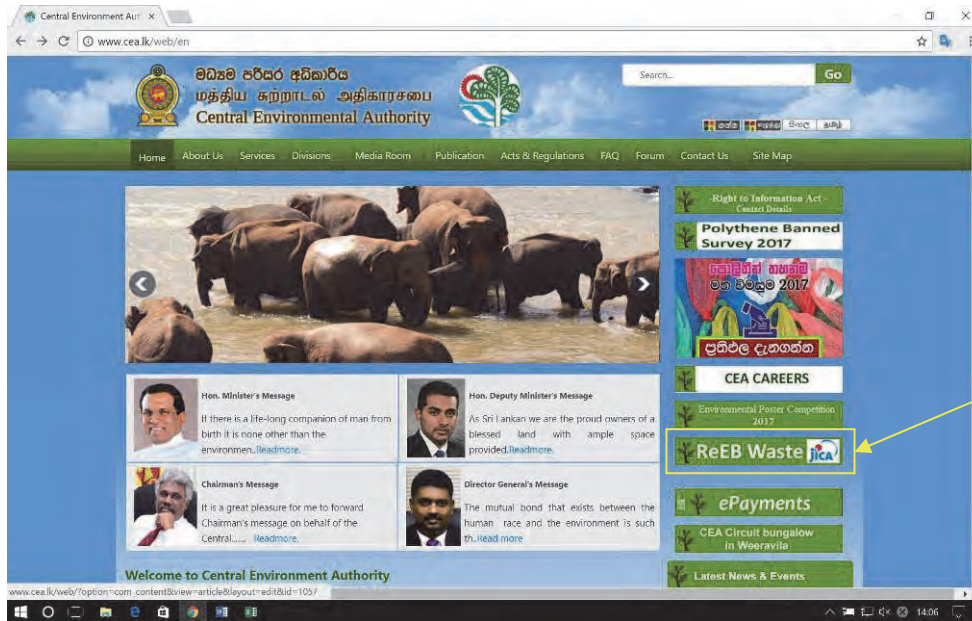 Central Environment Aut
www.cea.lk/web/en
මධ්‍යම පරිසර අධිකාරිය
மத்திய சுற்றாடல் அதிகாரசபை
Central Environmental Authority
Search...
Go
සිංහල
தமிழ்
Home About Us Services Divisions Media Room Publication Acts & Regulations FAQ Forum Contact Us Site Map
-Right to Information Act -
Contact Details
Polythene Banned
Survey 2017
පොලිතින් තහනම
මත විමසුම 2017
ප්‍රතිඵල දැනගන්න
CEA CAREERS
Environmental Poster Competition
2017
ReEB Waste jICA
ePayments
CEA Circuit bungalow
in Weeravila
Latest News & Events
Hon. Minister's Message
If there is a life-long companion of man from
birth it is none other than the
environmen..Readmore.
Hon. Deputy Minister's Message
As Sri Lankan we are the proud owners of a
blessed land with ample space
provided.Readmore.
Chairman's Message
It is a great pleasure for me to forward
Chairman's message on behalf of the
Central...... Readmore.
Director General's Message
The mutual bond that exists between the
human race and the environment is such
th..Read more
Welcome to Central Environment Authority
www.cea.lk/web/?option=com_content&view=article&layout=edit&id=1057
14:06